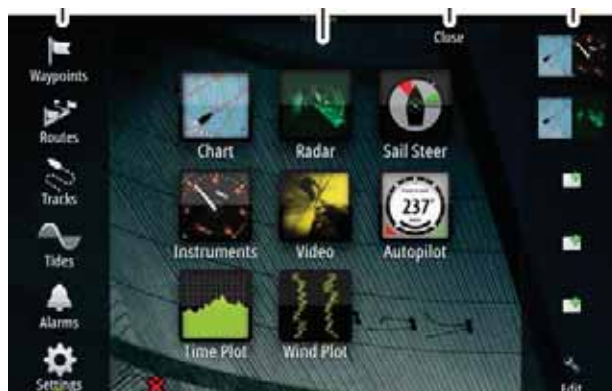 Close
Waypoints
Routes
Tracks
Tides
Alarms
Settings
Chart
Radar
Sail Steer
Instruments
Video
237°
Autopilot
Time Plot
Wind Plot
Edit